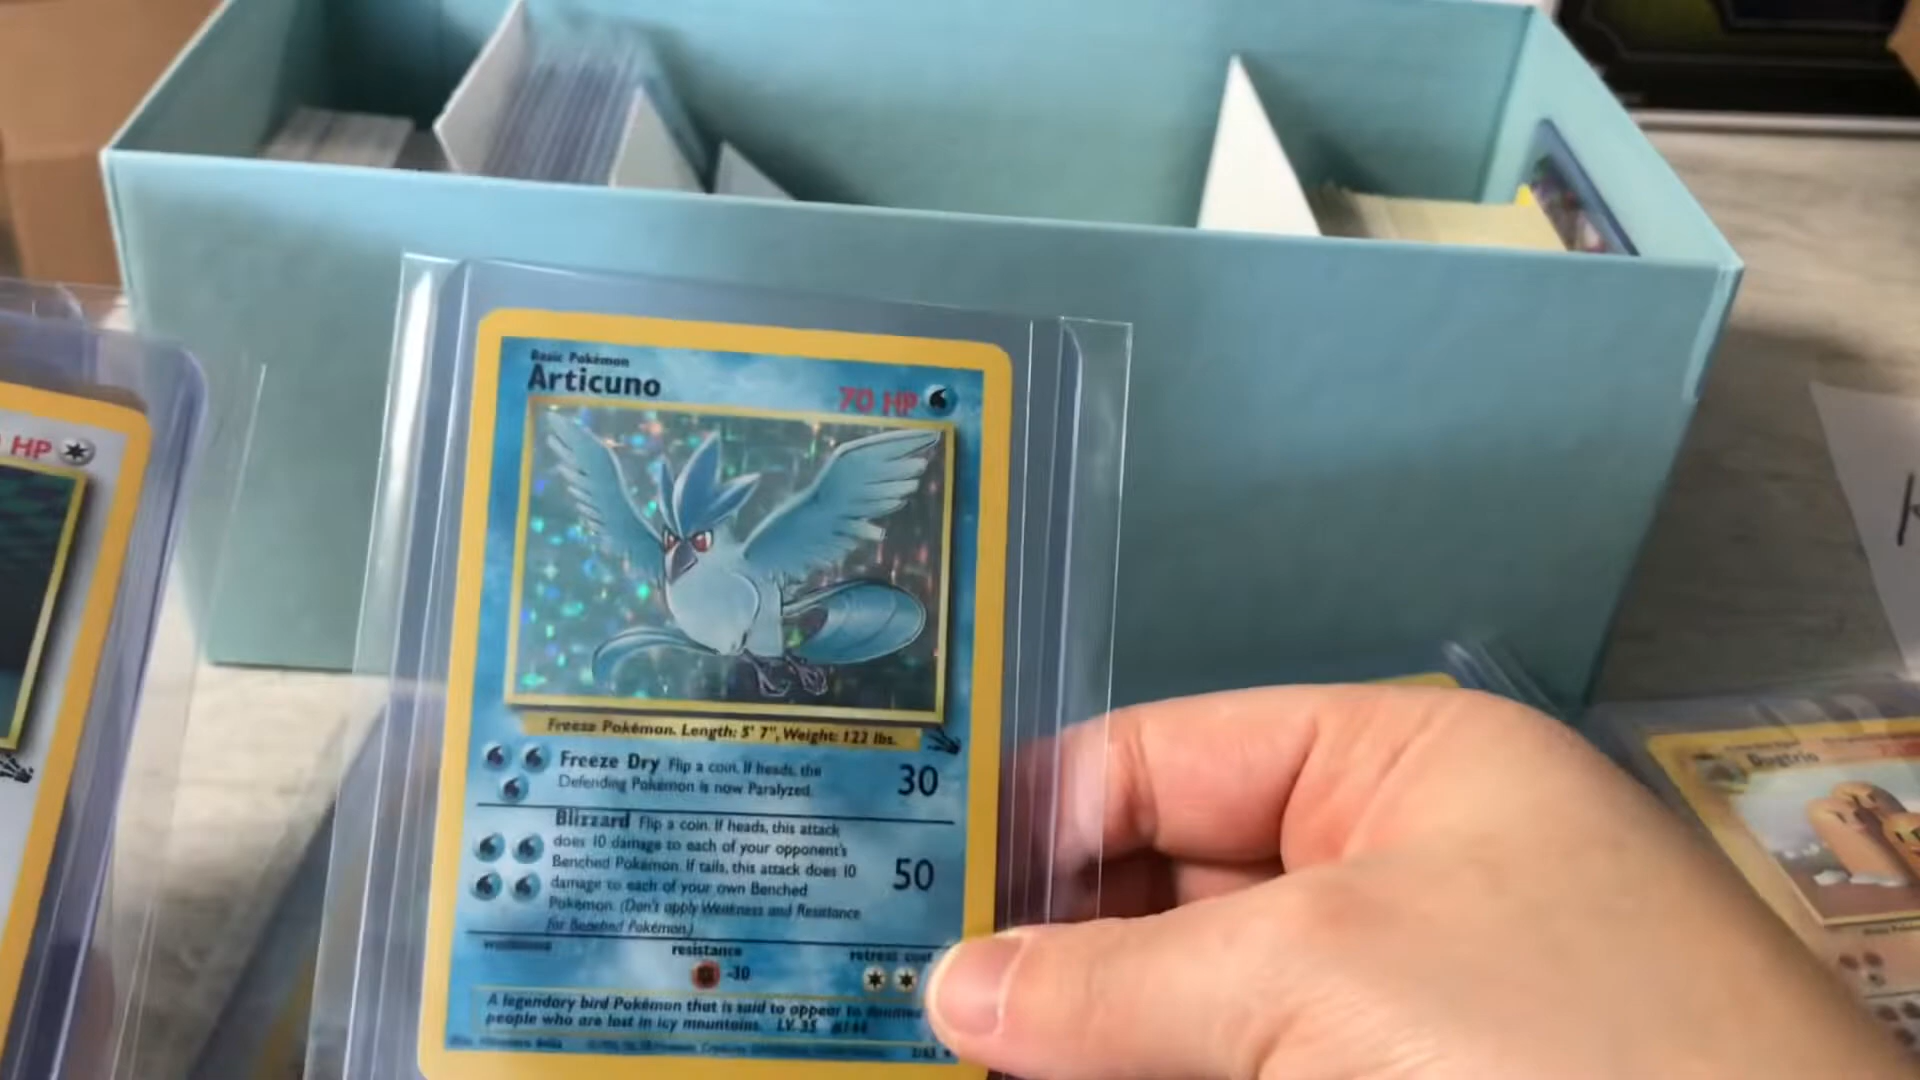 Basic Pokémon
Articuno
70 HP
Freeze Pokémon. Length: 5' 7", Weight: 122 lbs.
Freeze Dry Flip a coin. If heads, the
Defending Pokémon is now Paralyzed.
30
Blizzard Flip a coin. If heads, this attack
does 10 damage to each of your opponent's
Benched Pokémon. If tails, this attack does 10
damage to each of your own Benched
Pokémon. (Don't apply Weakness and Resistance
for Benched Pokémon.)
50
weakness
resistance
retreat cost
-30
A legendary bird Pokémon that is said to appear to doomed
people who are lost in icy mountains. LV. 35 #144
HP
Dugtrio